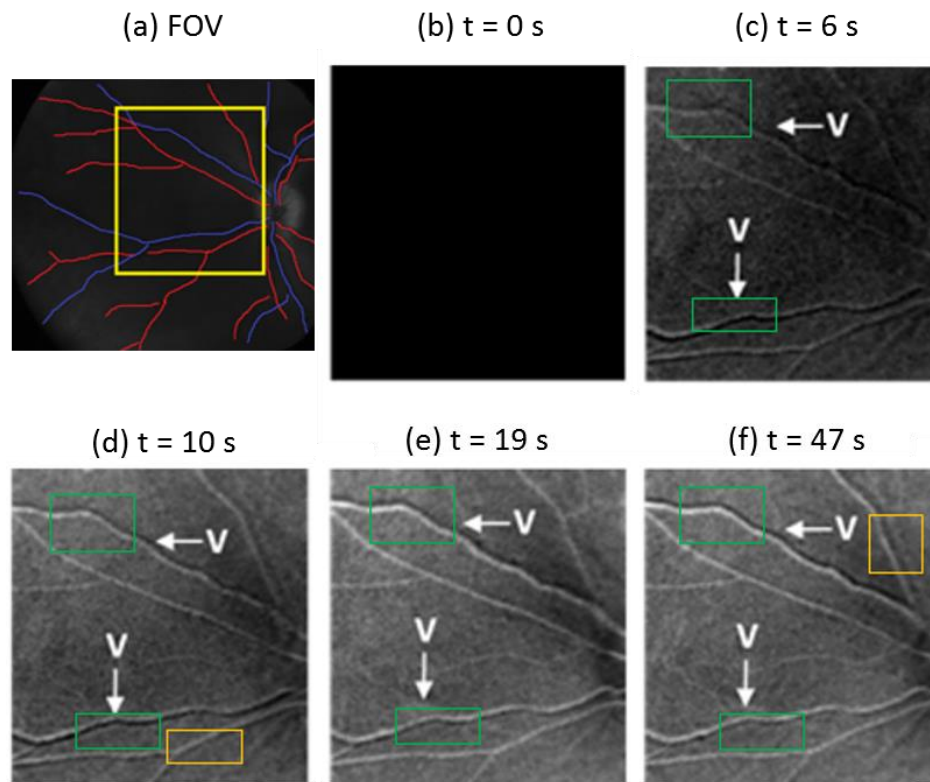 (a) FOV
(b) t = 0 s
(c) t = 6 s
V
V
(d) t = 10 s
(e) t = 19 s
(f) t = 47 s
V
V
V
V
V
V